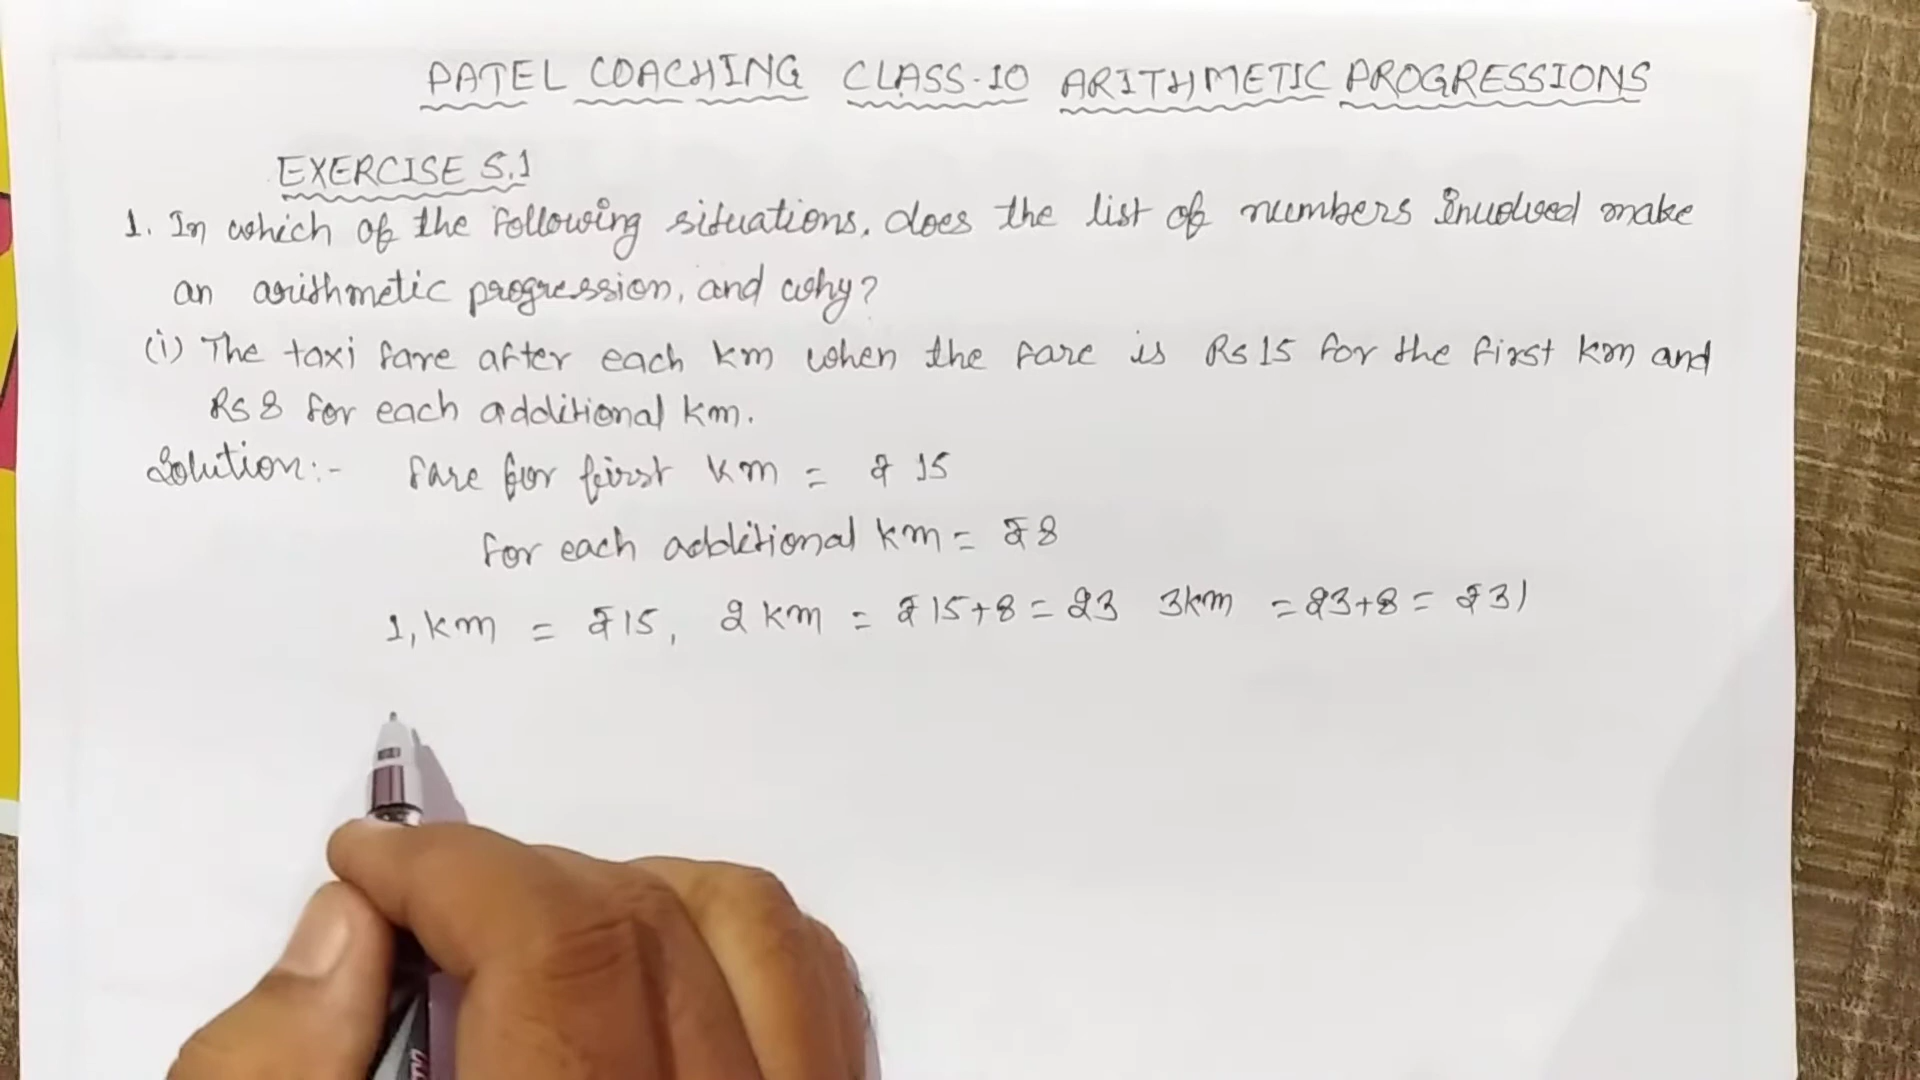 PATEL COACHING CLASS-10 ARITHMETIC PROGRESSIONS
EXERCISE 5.1
1. In which of the following situations, does the list of numbers involved make
an arithmetic progression, and why?
(i) The taxi fare after each km when the fare is Rs 15 for the first km and
Rs 8 for each additional km.
Solution:- Fare for first km = ₹ 15
For each additional km = ₹8
1, km = ₹15, 2 km = ₹15+8 = 23 3km = 23+8 = ₹31